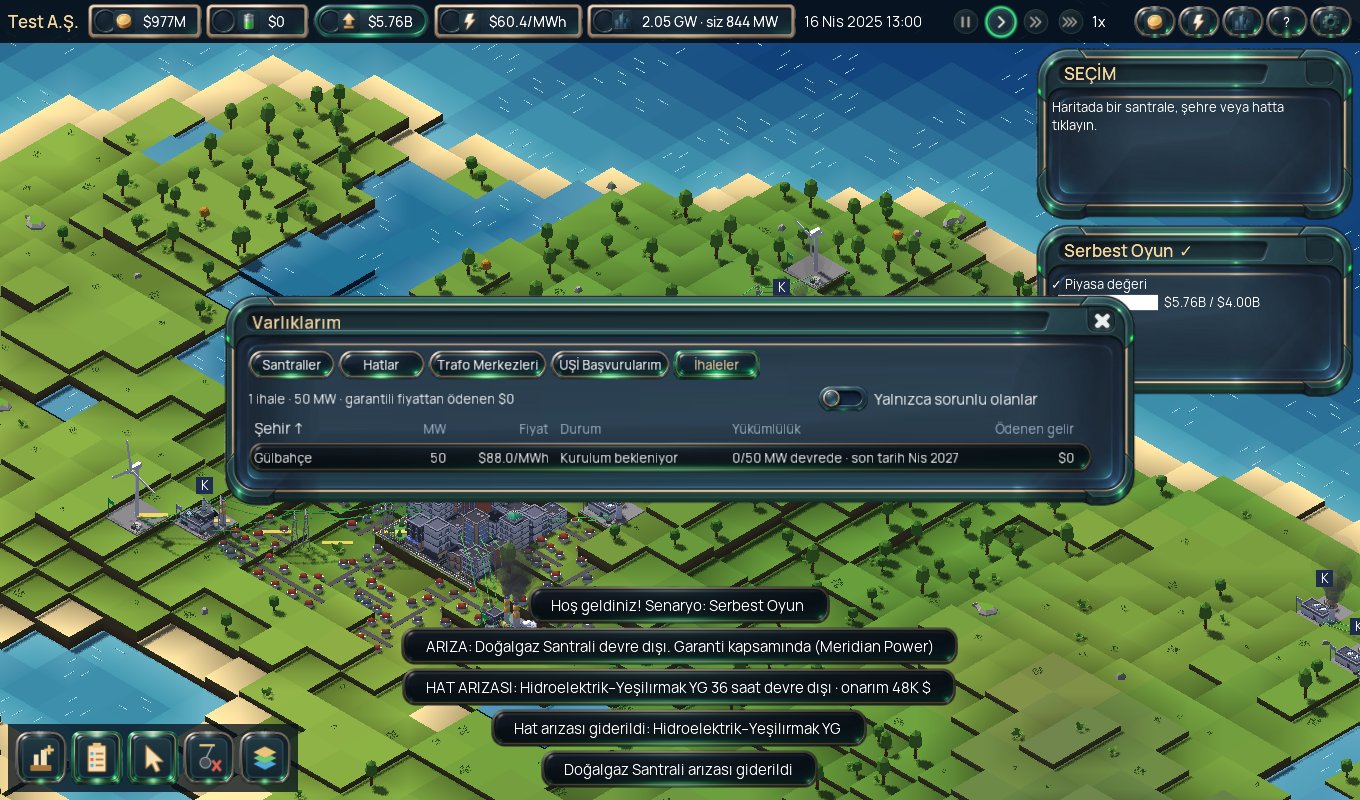 Test A.Ş. $977M $0 $5.76B $60.4/MWh 2.05 GW · siz 844 MW 16 Nis 2025 13:00 1x ?
SEÇİM
Haritada bir santrale, şehre veya hatta
tıklayın.
Serbest Oyun ✓
✓ Piyasa değeri
$5.76B / $4.00B
K
Varlıklarım
Santraller Hatlar Trafo Merkezleri UŞİ Başvurularım İhaleler
1 ihale · 50 MW · garantili fiyattan ödenen $0 Yalnızca sorunlu olanlar
Şehir ↑ MW Fiyat Durum Yükümlülük Ödenen gelir
Gülbahçe 50 $88.0/MWh Kurulum bekleniyor 0/50 MW devrede · son tarih Nis 2027 $0
K
K
K
Hoş geldiniz! Senaryo: Serbest Oyun
ARIZA: Doğalgaz Santrali devre dışı. Garanti kapsamında (Meridian Power)
HAT ARIZASI: Hidroelektrik–Yeşilırmak YG 36 saat devre dışı · onarım 48K $
Hat arızası giderildi: Hidroelektrik–Yeşilırmak YG
Doğalgaz Santrali arızası giderildi